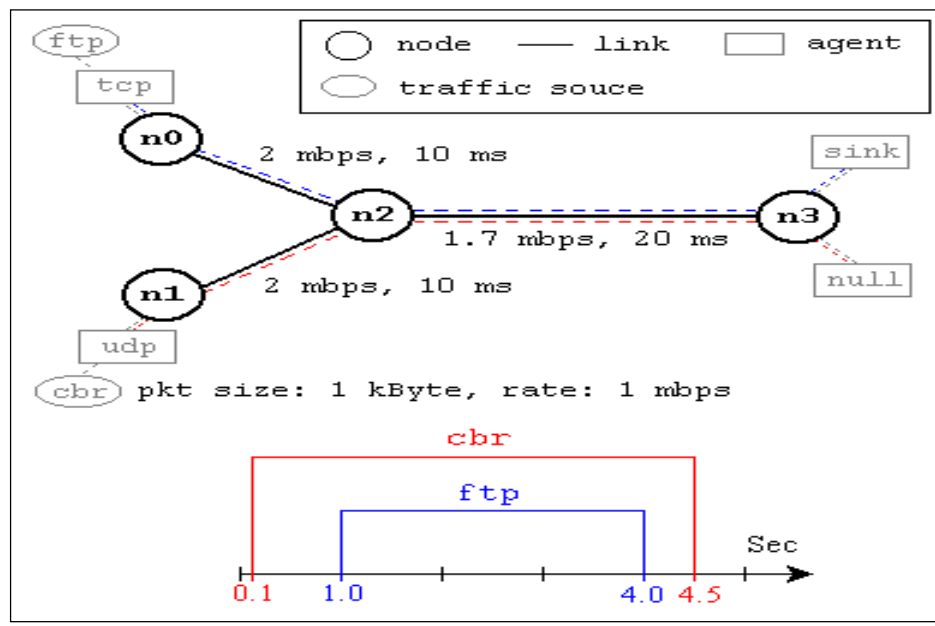 ftp
node link agent
tcp
traffic souce
n0
2 mbps, 10 ms
sink
n2
n3
1.7 mbps, 20 ms
n1
2 mbps, 10 ms
null
udp
cbr pkt size: 1 kByte, rate: 1 mbps
cbr
ftp
Sec
0.1 1.0 4.0 4.5